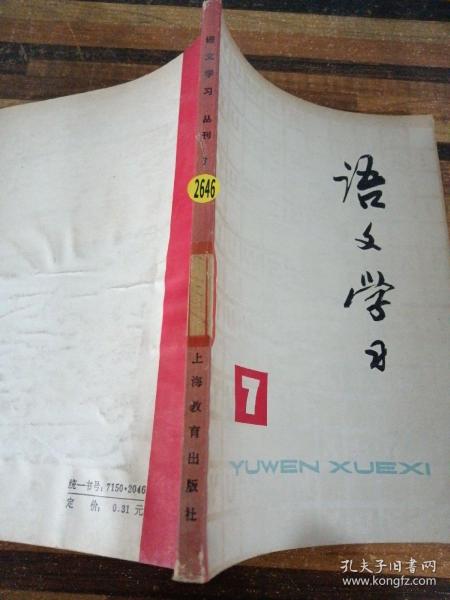 语文学习
7
YUWEN XUEXI
语文学习 丛刊 7
2646
上海教育出版社
统一书号：7150·2046
定价：0.31元
孔夫子旧书网
www.kongfz.com